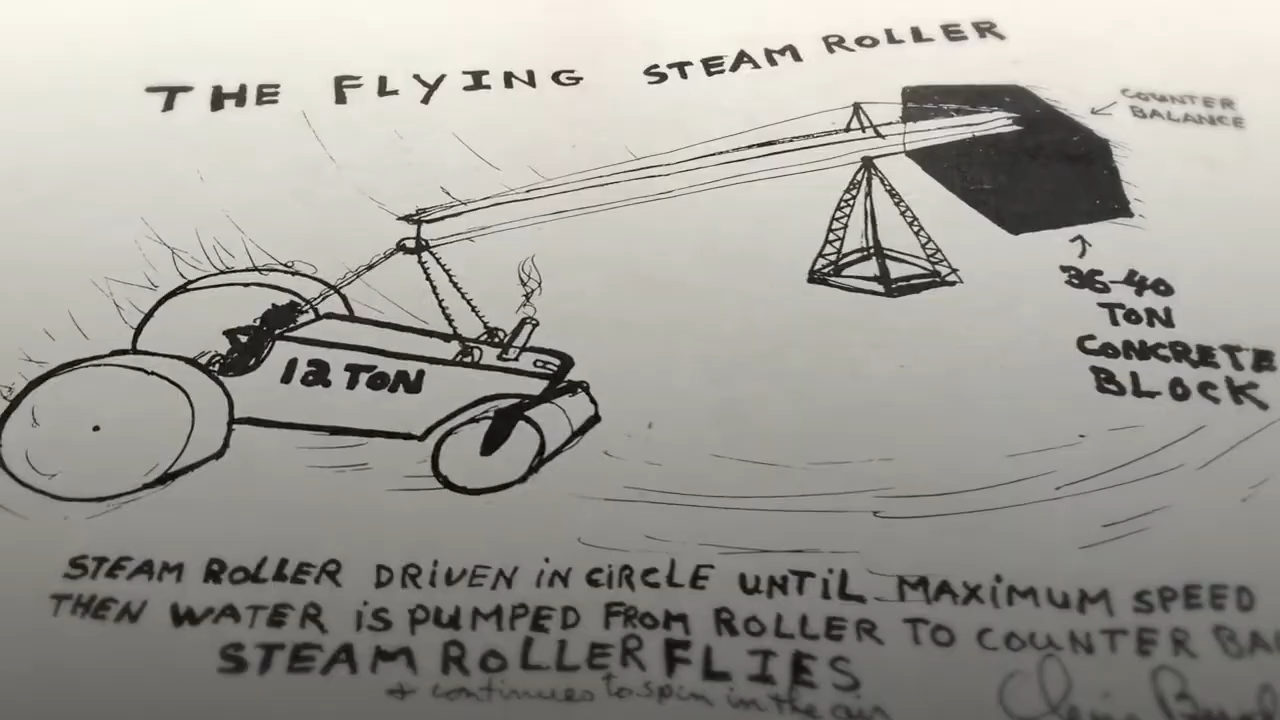 THE FLYING STEAM ROLLER
COUNTER
BALANCE
36-40
TON
CONCRETE
BLOCK
12 TON
STEAM ROLLER DRIVEN IN CIRCLE UNTIL MAXIMUM SPEED
THEN WATER IS PUMPED FROM ROLLER TO COUNTER
STEAM ROLLER FLIES
+ continues to spin in the air